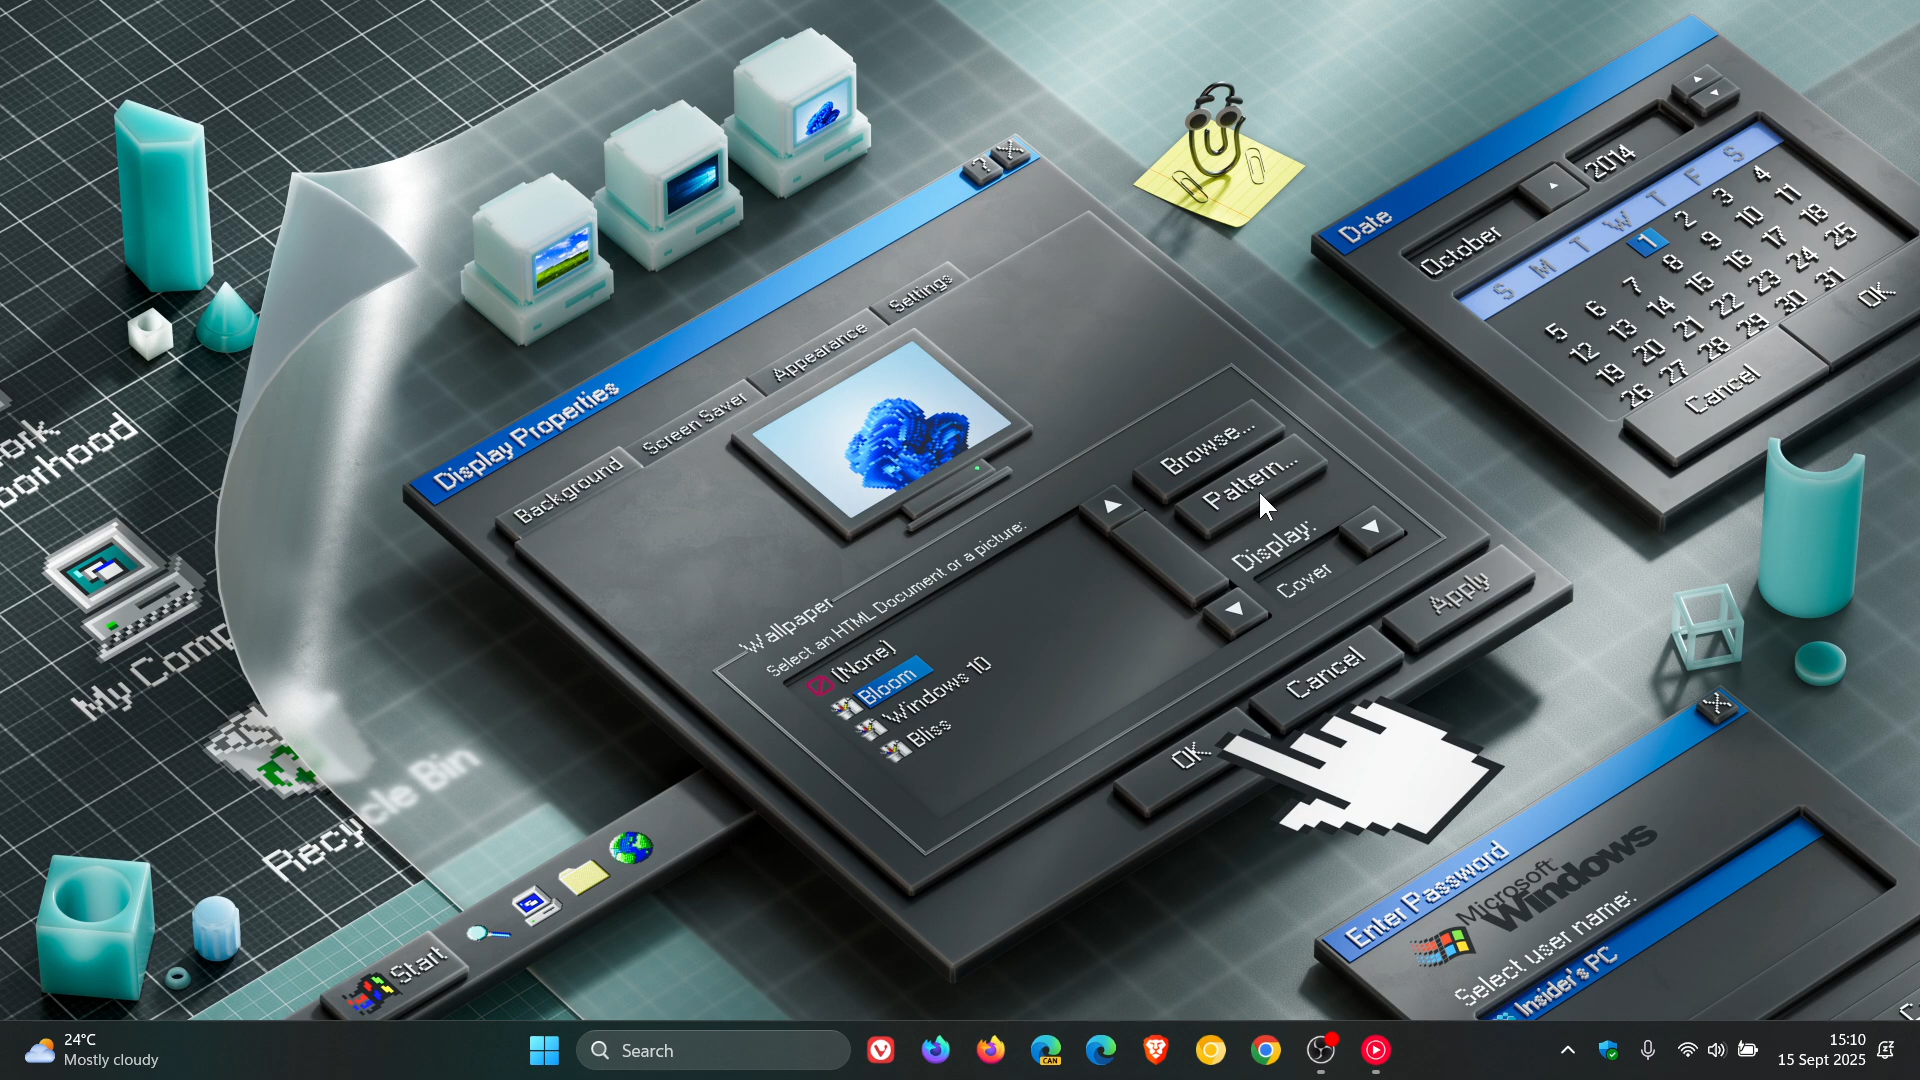 2014
Date
October
S M T W T F S
1 2 3 4
5 6 7 8 9 10 11
12 13 14 15 16 17 18
19 20 21 22 23 24 25
26 27 28 29 30 31
OK
Cancel
?
Display Properties
Background
Screen Saver
Appearance
Settings
Browse...
Pattern...
Display:
Cover
Wallpaper
Select an HTML Document or a picture:
(None)
Bloom
Windows 10
Bliss
Apply
Cancel
OK
My Comp
Recycle Bin
Start
Enter Password
Microsoft
Windows
Select user name:
Insider's PC
24°C
Mostly cloudy
Search
CAN
15:10
15 Sept 2025